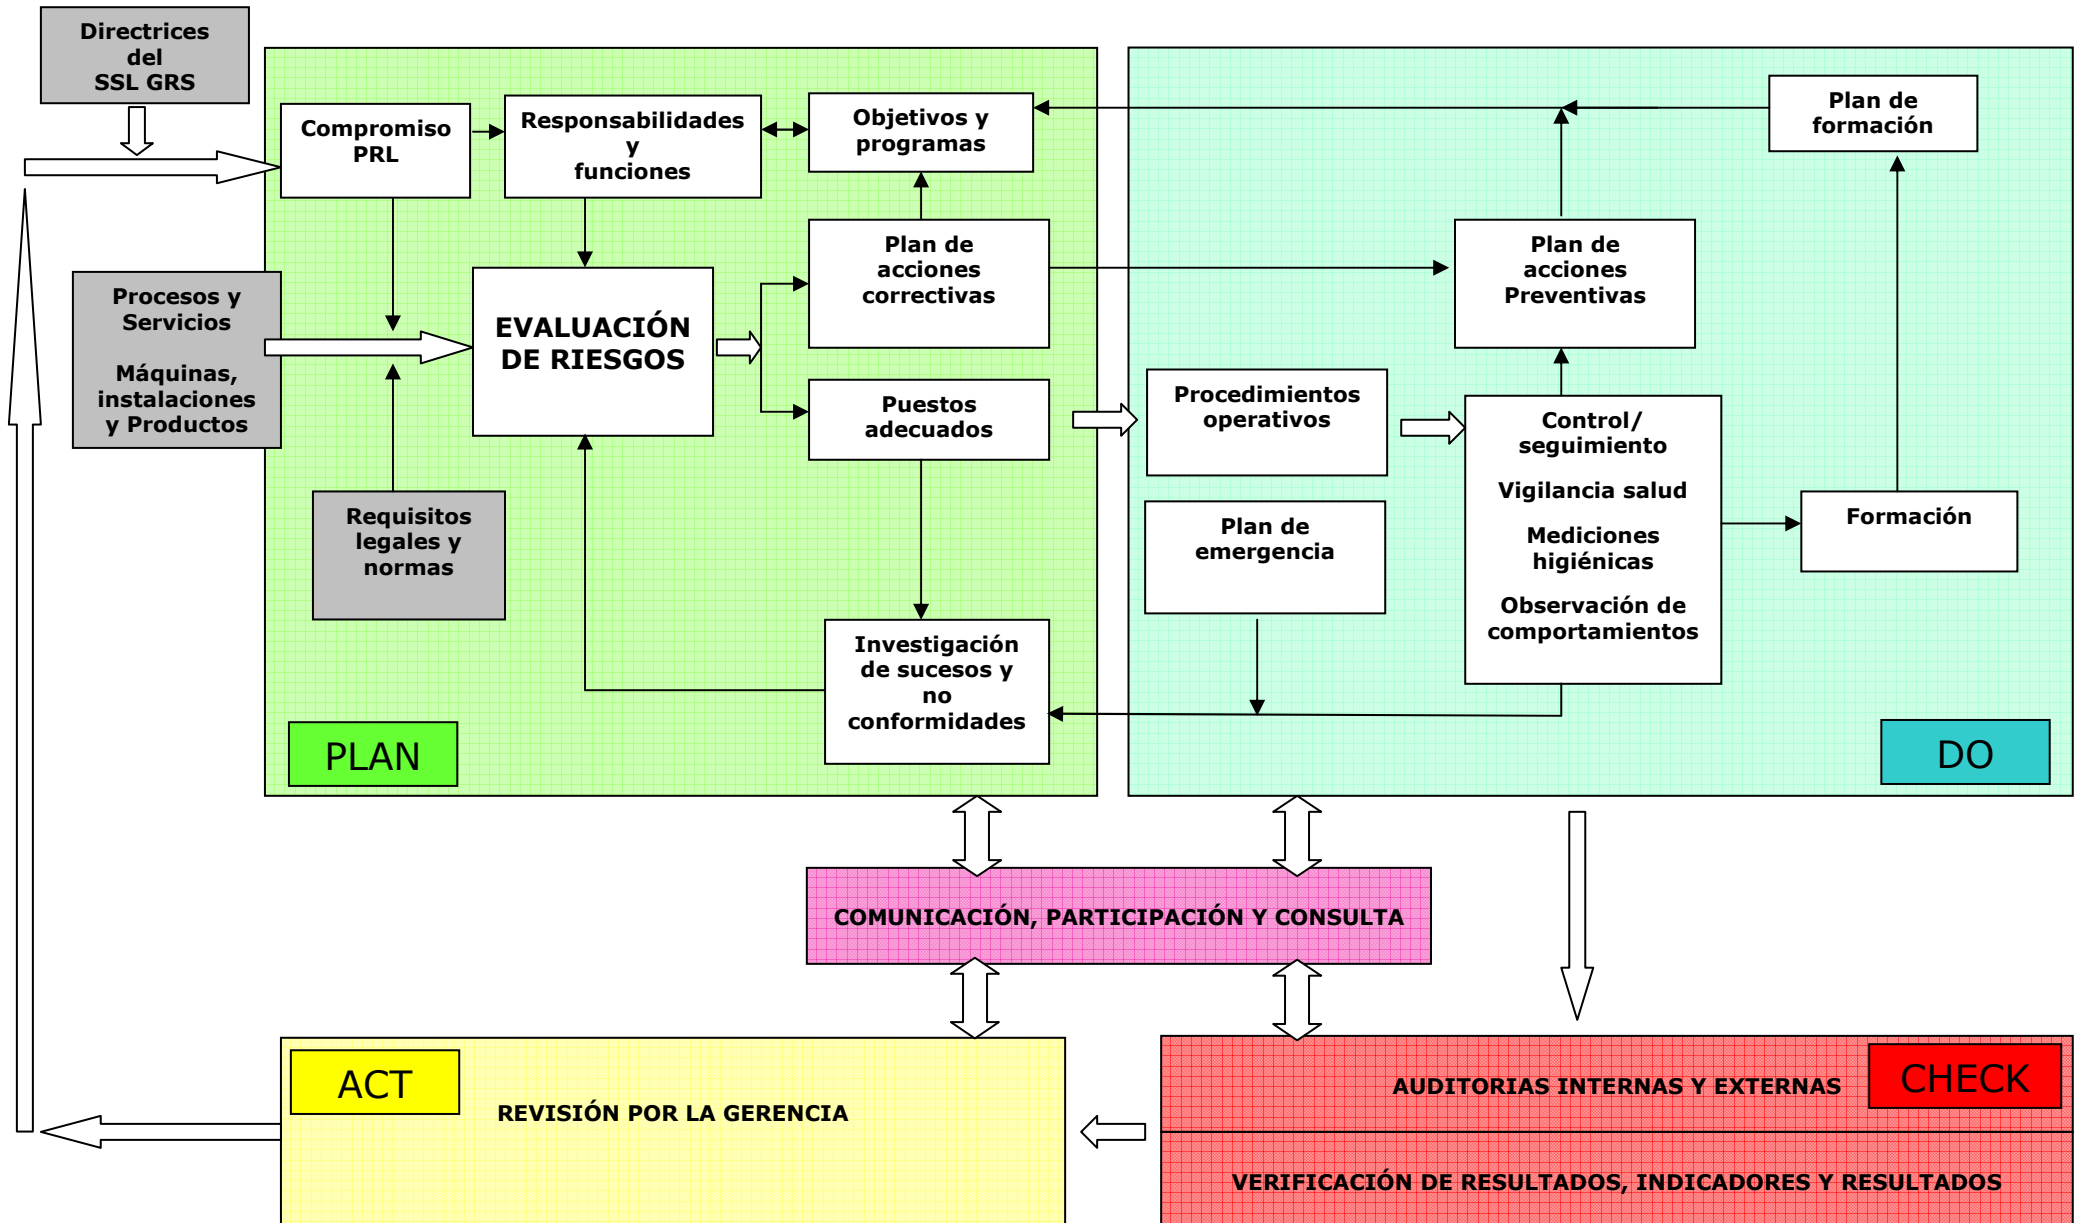 Directrices
del
SSL GRS
Compromiso
PRL
Responsabilidades
y
funciones
Objetivos y
programas
Plan de
formación
Procesos y
Servicios
Máquinas,
instalaciones
y Productos
EVALUACIÓN
DE RIESGOS
Plan de
acciones
correctivas
Plan de
acciones
Preventivas
Puestos
adecuados
Procedimientos
operativos
Control/
seguimiento
Vigilancia salud
Mediciones
higiénicas
Observación de
comportamientos
Requisitos
legales y
normas
Plan de
emergencia
Formación
Investigación
de sucesos y
no
conformidades
PLAN
DO
COMUNICACIÓN, PARTICIPACIÓN Y CONSULTA
ACT
REVISIÓN POR LA GERENCIA
CHECK
AUDITORIAS INTERNAS Y EXTERNAS
VERIFICACIÓN DE RESULTADOS, INDICADORES Y RESULTADOS